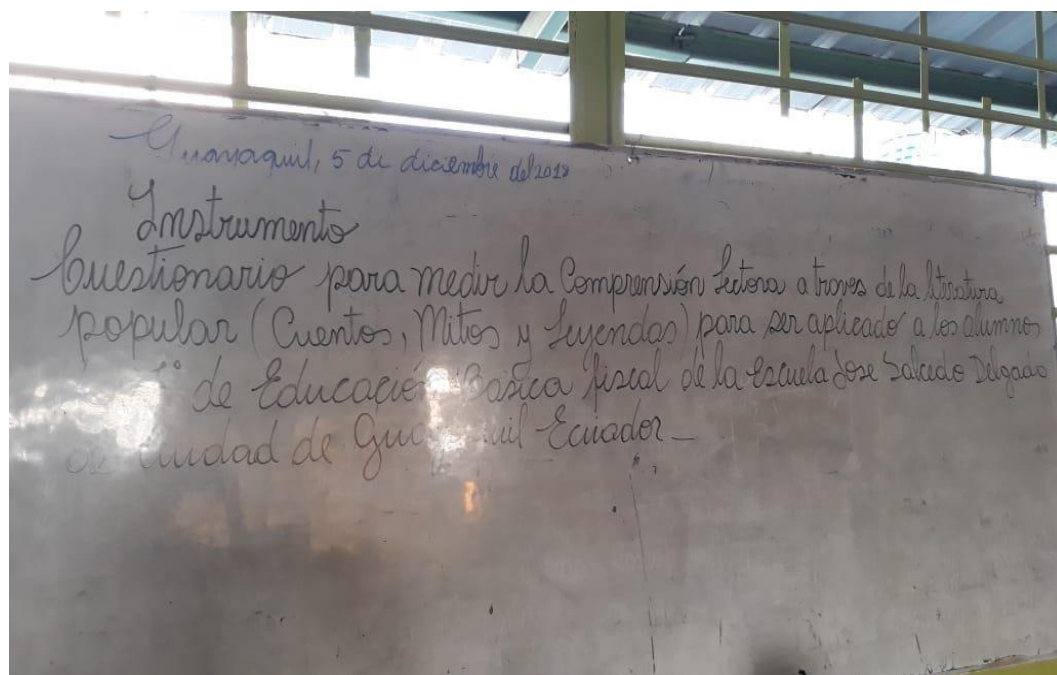 Guayaquil, 5 de diciembre del 2018
Instrumento
Cuestionario para medir la Comprensión Lectora a traves de la literatura
popular (Cuentos, Mitos y Leyendas) para ser aplicado a los alumnos
de Educación Basica fiscal de la escuela Jose Salcedo Delgado
Ciudad de Ecuador